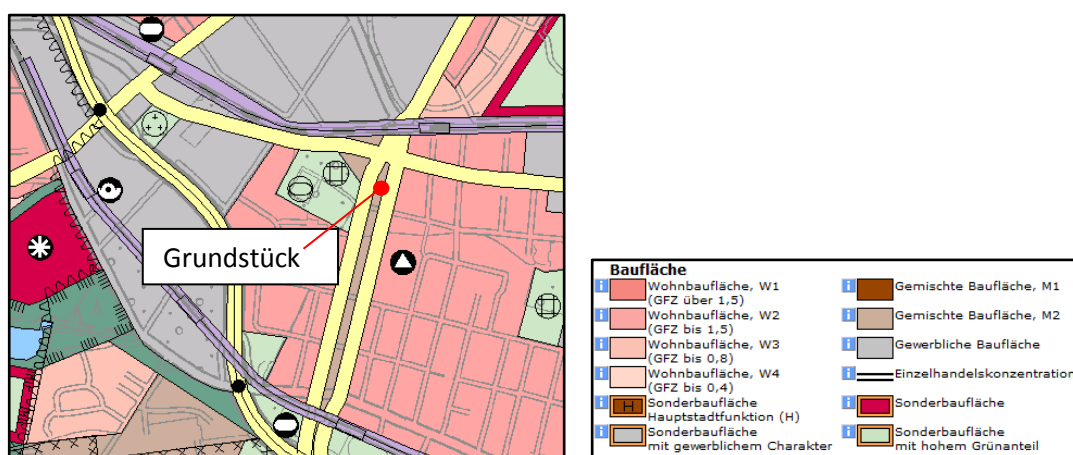 Grundstück
Baufläche
Wohnbaufläche, W1
(GFZ über 1,5)
Wohnbaufläche, W2
(GFZ bis 1,5)
Wohnbaufläche, W3
(GFZ bis 0,8)
Wohnbaufläche, W4
(GFZ bis 0,4)
H Sonderbaufläche
Hauptstadtfunktion (H)
Sonderbaufläche
mit gewerblichem Charakter
Gemischte Baufläche, M1
Gemischte Baufläche, M2
Gewerbliche Baufläche
Einzelhandelskonzentration
Sonderbaufläche
Sonderbaufläche
mit hohem Grünanteil